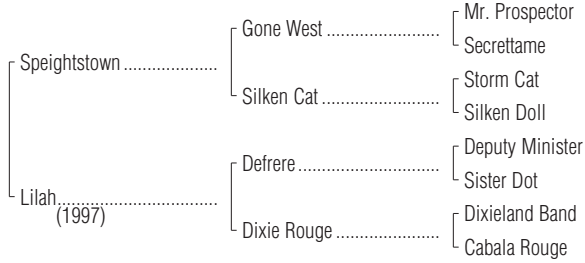 Mr. Prospector
Gone West ....................
Secrettame
Speightstown ..................
Storm Cat
Silken Cat .....................
Silken Doll
Deputy Minister
Defrere .........................
Sister Dot
Lilah..............................
(1997)
Dixieland Band
Dixie Rouge ..................
Cabala Rouge